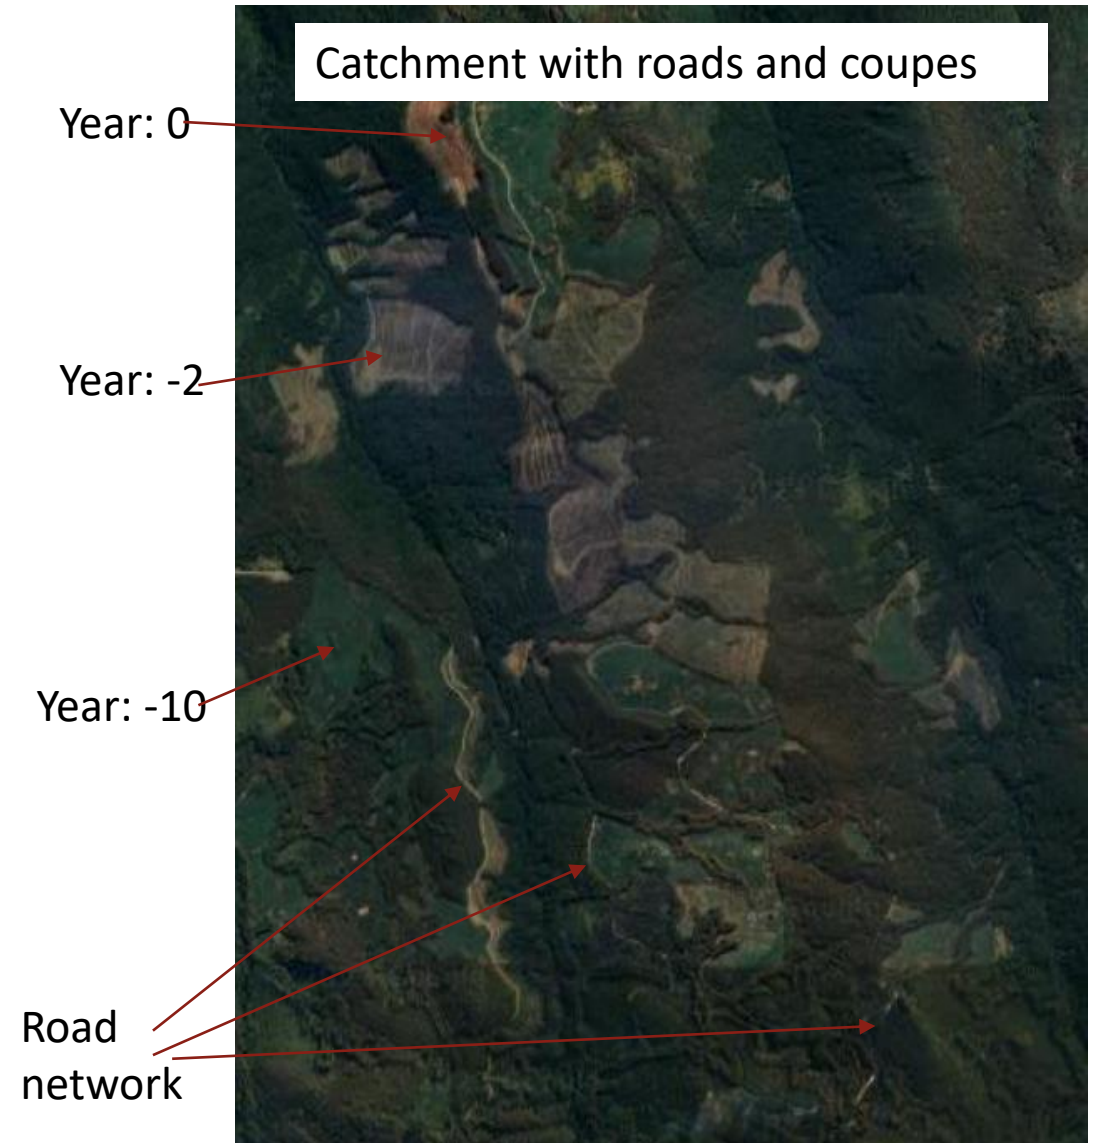 Catchment with roads and coupes
Year: 0
Year: -2
Year: -10
Road
network